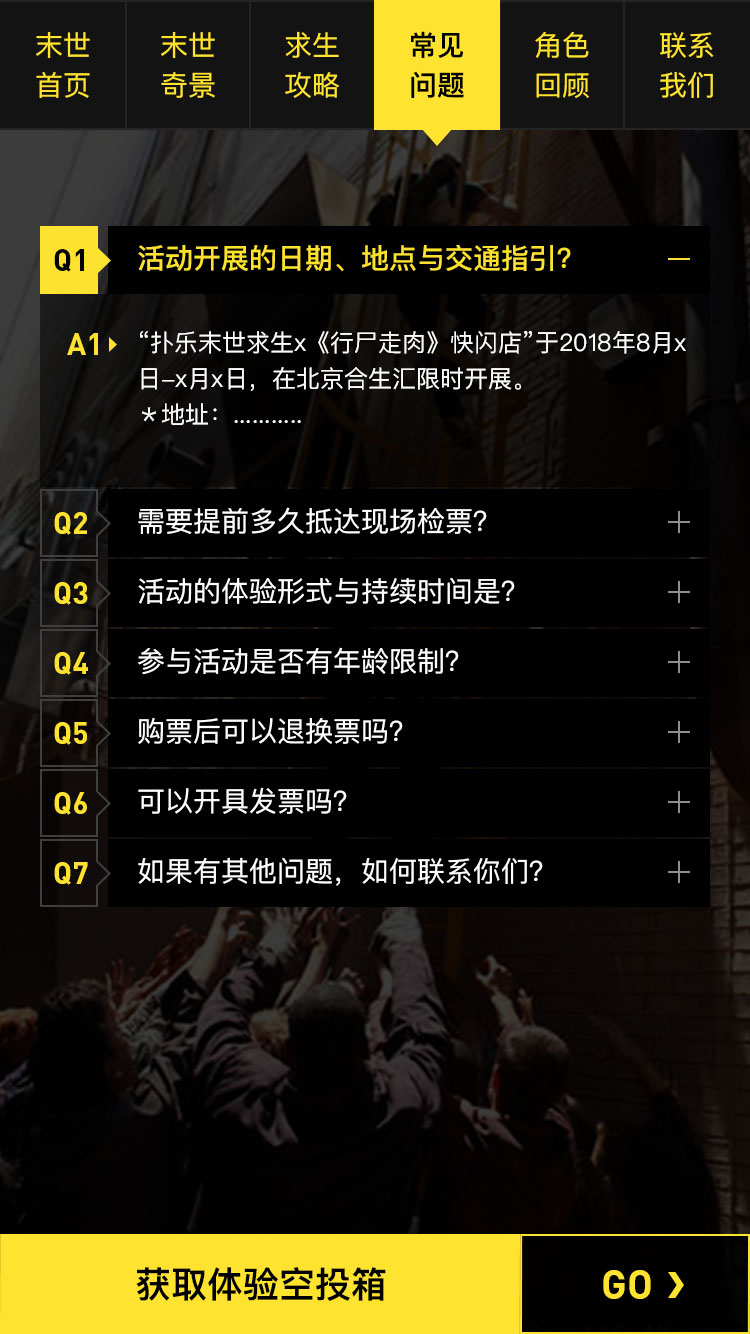 末世
首页
末世
奇景
求生
攻略
常见
问题
角色
回顾
联系
我们
Q1 活动开展的日期、地点与交通指引?
A1 “扑乐末世求生x《行尸走肉》快闪店”于2018年8月x
日–x月x日，在北京合生汇限时开展。
＊地址：...........
Q2 需要提前多久抵达现场检票?
Q3 活动的体验形式与持续时间是?
Q4 参与活动是否有年龄限制?
Q5 购票后可以退换票吗?
Q6 可以开具发票吗?
Q7 如果有其他问题，如何联系你们?
获取体验空投箱 GO ❯